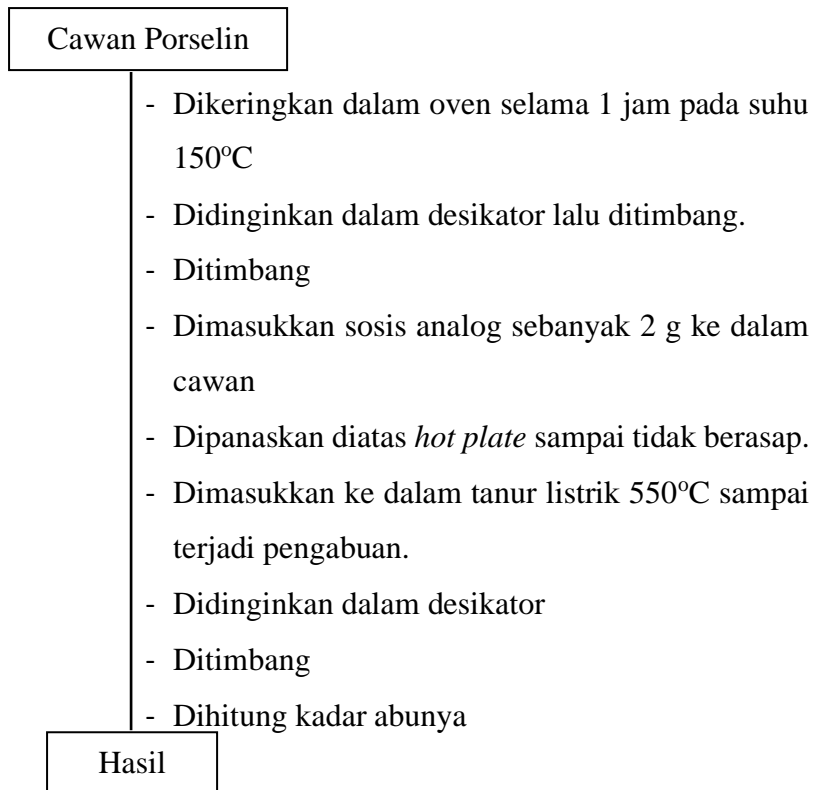 Cawan Porselin
- Dikeringkan dalam oven selama 1 jam pada suhu
150°C
- Didinginkan dalam desikator lalu ditimbang.
- Ditimbang
- Dimasukkan sosis analog sebanyak 2 g ke dalam
cawan
- Dipanaskan diatas hot plate sampai tidak berasap.
- Dimasukkan ke dalam tanur listrik 550°C sampai
terjadi pengabuan.
- Didinginkan dalam desikator
- Ditimbang
- Dihitung kadar abunya
Hasil